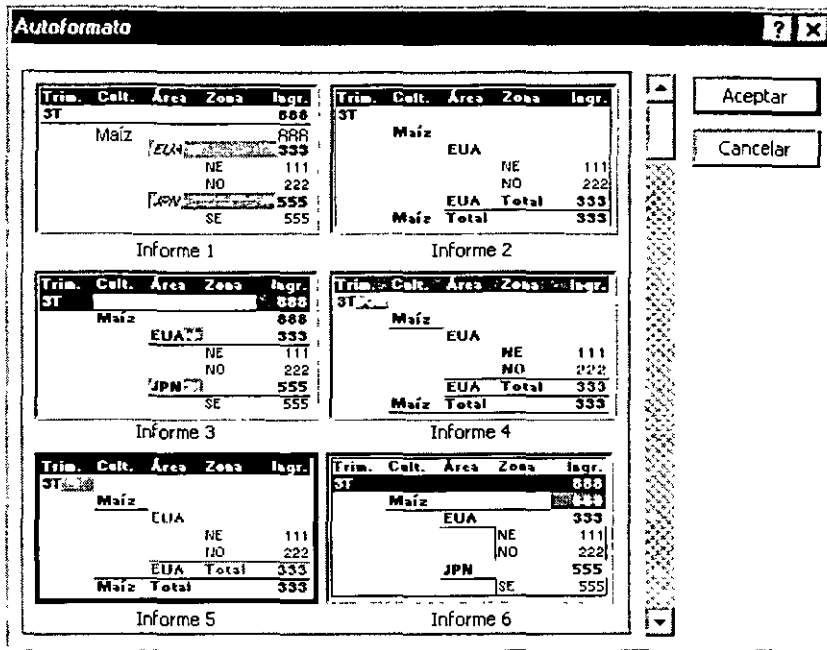 Autoformato ? X
Aceptar
Cancelar
Trim. Cult. Área Zona Ingr.
3T 888
Maíz 888
EUA 333
NE 111
NO 222
JPN 555
SE 555
Informe 1
Trim. Cult. Área Zona Ingr.
3T
Maíz
EUA
NE 111
NO 222
EUA Total 333
Maíz Total 333
Informe 2
Trim. Cult. Área Zona Ingr.
3T 888
Maíz 888
EUA 333
NE 111
NO 222
JPN 555
SE 555
Informe 3
Trim. Cult. Área Zona Ingr.
3T
Maíz
EUA
NE 111
NO 222
EUA Total 333
Maíz Total 333
Informe 4
Trim. Cult. Área Zona Ingr.
3T
Maíz
EUA
NE 111
NO 222
EUA Total 333
Maíz Total 333
Informe 5
Trim. Cult. Área Zona Ingr.
3T 888
Maíz
EUA 333
NE 111
NO 222
JPN 555
SE 555
Informe 6